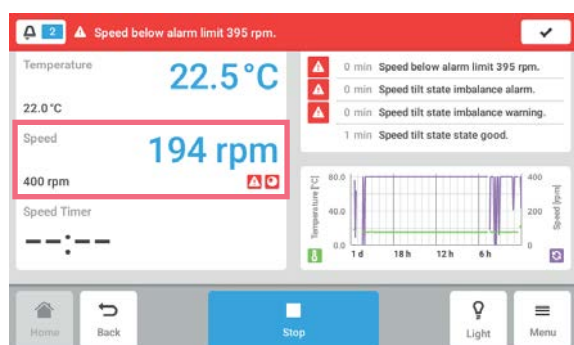 2 Speed below alarm limit 395 rpm.
Temperature
22.5 °C
22.0 °C
Speed
194 rpm
400 rpm
Speed Timer
--:--
0 min Speed below alarm limit 395 rpm.
0 min Speed tilt state imbalance alarm.
0 min Speed tilt state imbalance warning.
1 min Speed tilt state state good.
Temperature [°C]
80.0
40.0
0.0
1 d 18 h 12 h 6 h
400
200
0
Speed [rpm]
Home Back Stop Light Menu